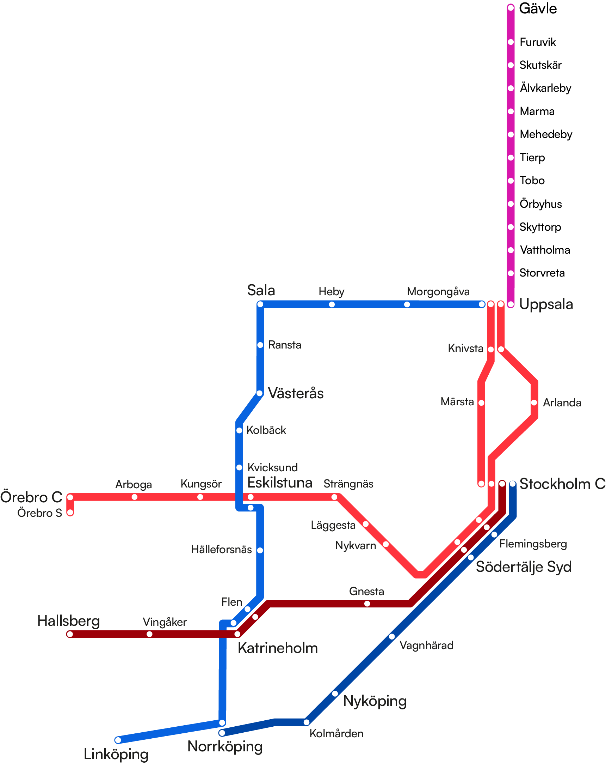 Gävle
Furuvik
Skutskär
Älvkarleby
Marma
Mehedeby
Tierp
Tobo
Örbyhus
Skyttorp
Vattholma
Storvreta
Sala
Heby
Morgongåva
Uppsala
Ransta
Knivsta
Västerås
Märsta
Arlanda
Kolbäck
Kvicksund
Arboga
Kungsör
Eskilstuna
Strängnäs
Stockholm C
Örebro C
Örebro S
Läggesta
Nykvarn
Flemingsberg
Hälleforsnäs
Södertälje Syd
Gnesta
Flen
Hallsberg
Vingåker
Katrineholm
Vagnhärad
Nyköping
Kolmården
Norrköping
Linköping